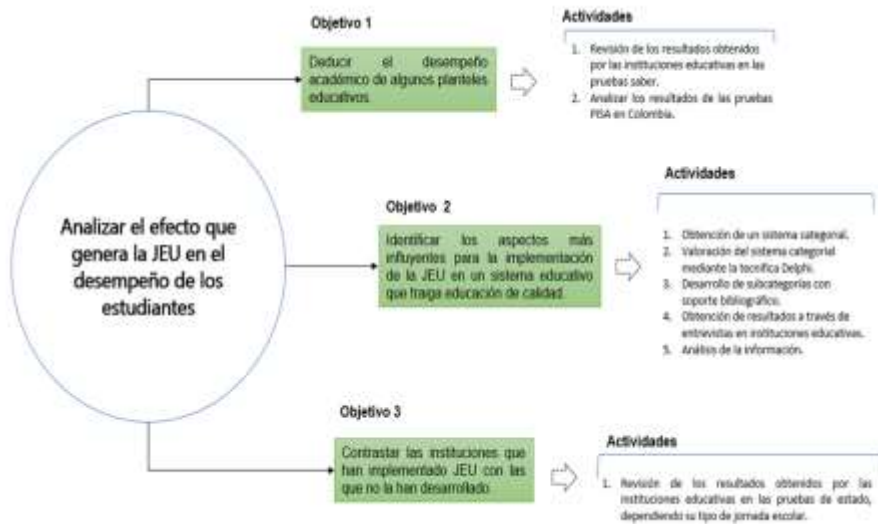 Objetivo 1
Deducir el desempeño
académico de algunos planteles
educativos.
Actividades
1. Revisión de los resultados obtenidos
por las instituciones educativas en las
pruebas saber.
2. Analizar los resultados de las pruebas
PISA en Colombia.
Analizar el efecto que
genera la JEU en el
desempeño de los
estudiantes
Objetivo 2
Identificar los aspectos más
influyentes para la implementación
de la JEU en un sistema educativo
que traiga educación de calidad.
Actividades
1. Obtención de un sistema categorial.
2. Valoración del sistema categorial
mediante la tecnífica Delphi.
3. Desarrollo de subcategorías con
soporte bibliográfico.
4. Obtención de resultados a través de
entrevistas en instituciones educativas.
5. Análisis de la información.
Objetivo 3
Contrastar las instituciones que
han implementado JEU con las
que no la han desarrollado.
Actividades
1. Revisión de los resultados obtenidos por las
instituciones educativas en las pruebas de estado,
dependiendo su tipo de jornada escolar.